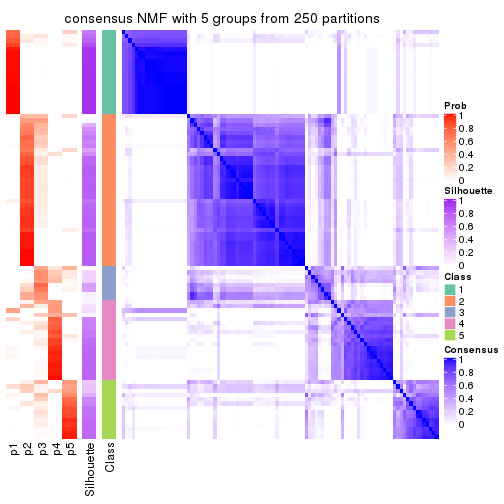 consensus NMF with 5 groups from 250 partitions
Prob
1
0.8
0.6
0.4
0.2
0
Silhouette
1
0.8
0.6
0.4
0.2
0
Class
1
2
3
4
5
Consensus
1
0.8
0.6
0.4
0.2
0
p1
p2
p3
p4
p5
Silhouette
Class